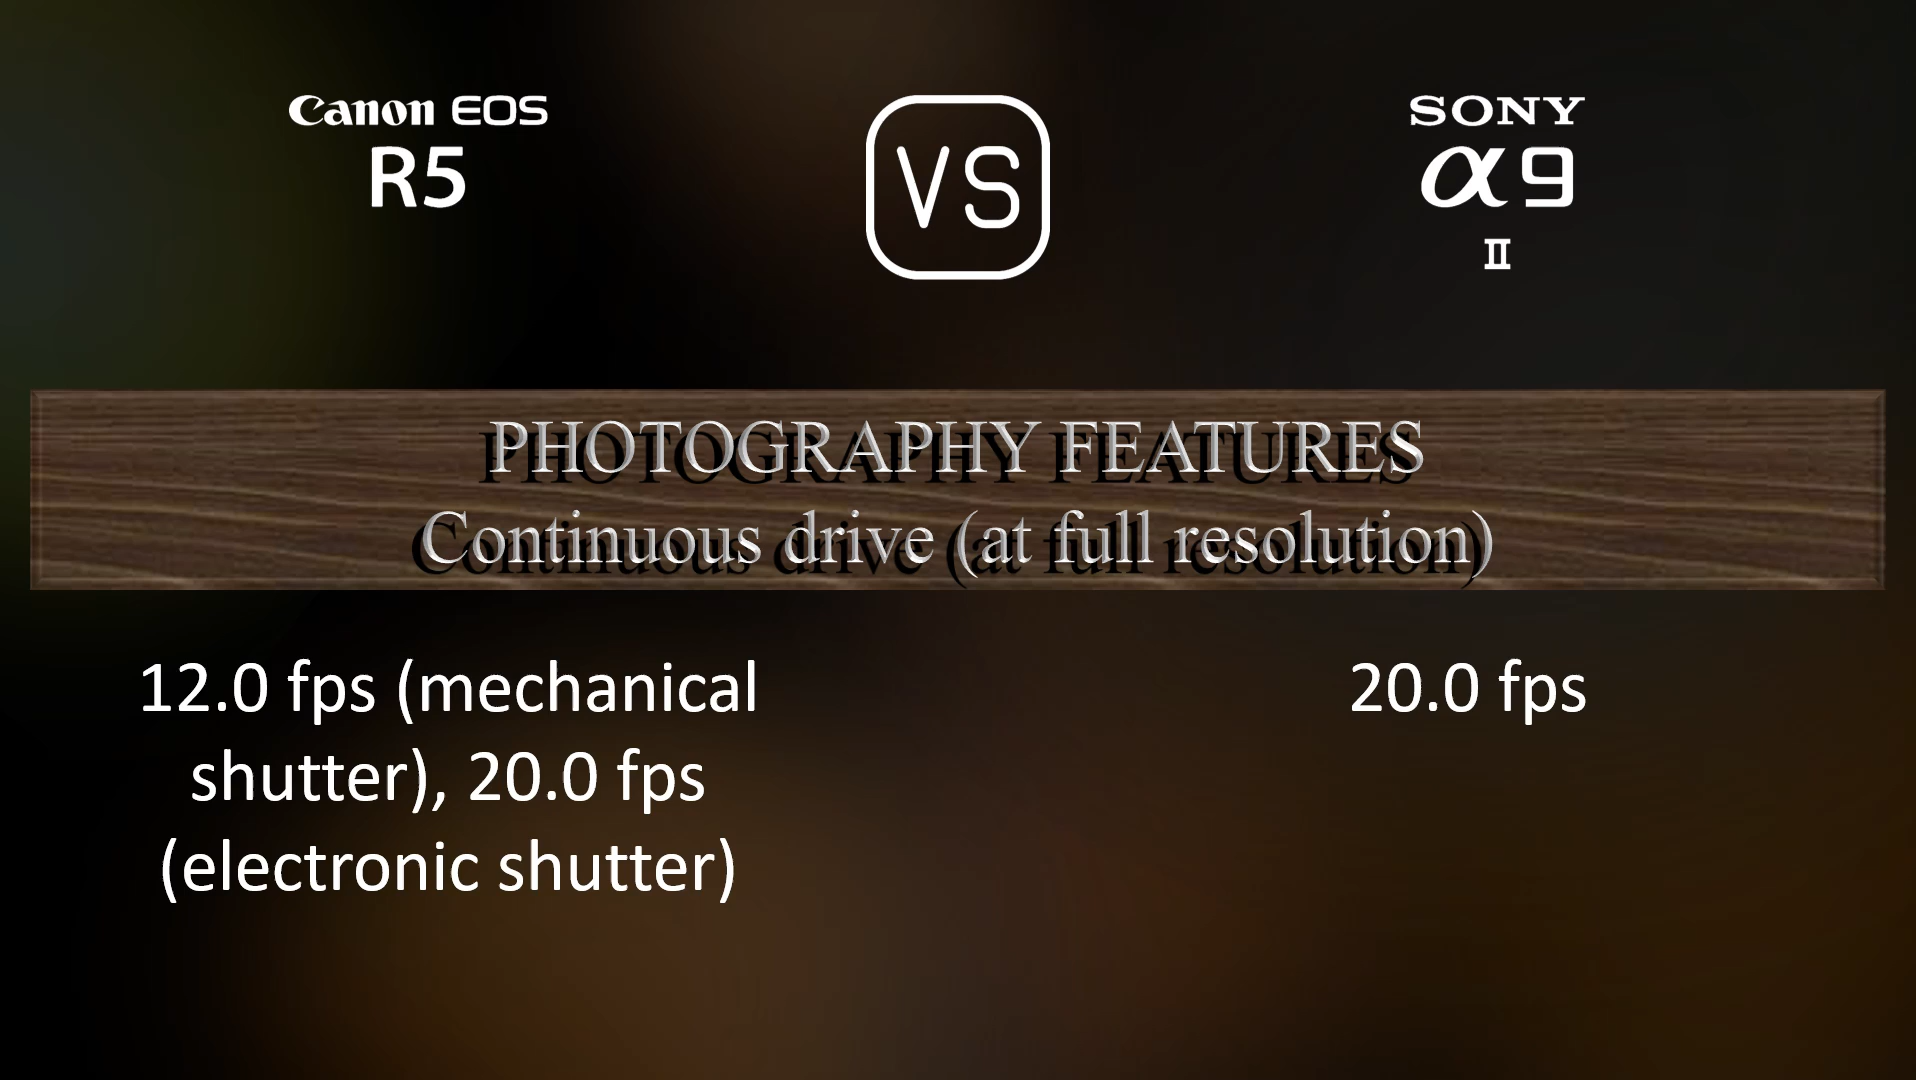 Canon EOS
R5
VS
SONY
α9
II
PHOTOGRAPHY FEATURES
Continuous drive (at full resolution)
12.0 fps (mechanical
shutter), 20.0 fps
(electronic shutter)
20.0 fps